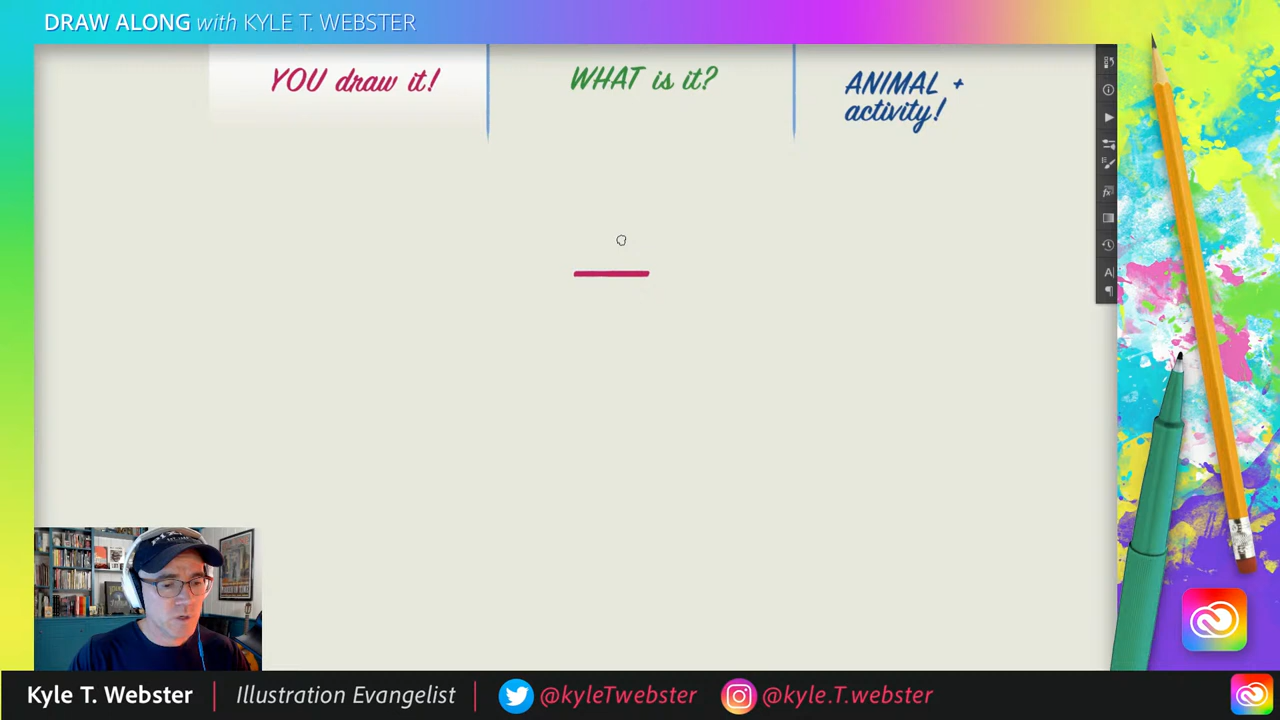 DRAW ALONG with KYLE T. WEBSTER
YOU draw it!
WHAT is it?
ANIMAL +
activity!
Kyle T. Webster | Illustration Evangelist | @kyleTwebster @kyle.T.webster